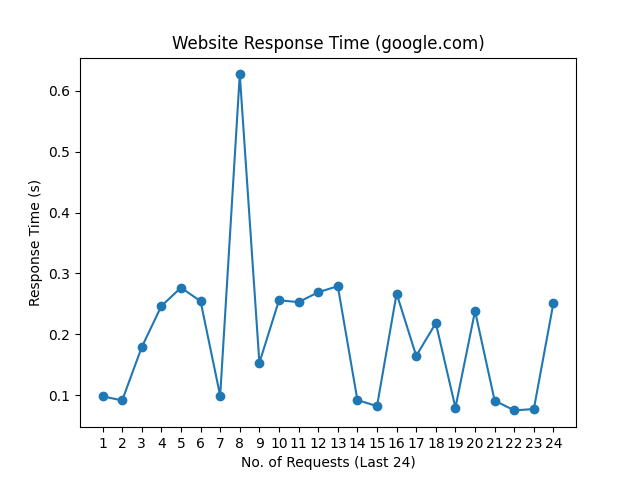 Website Response Time (google.com)
0.6
0.5
0.4
0.3
0.2
0.1
Response Time (s)
1 2 3 4 5 6 7 8 9 10 11 12 13 14 15 16 17 18 19 20 21 22 23 24
No. of Requests (Last 24)